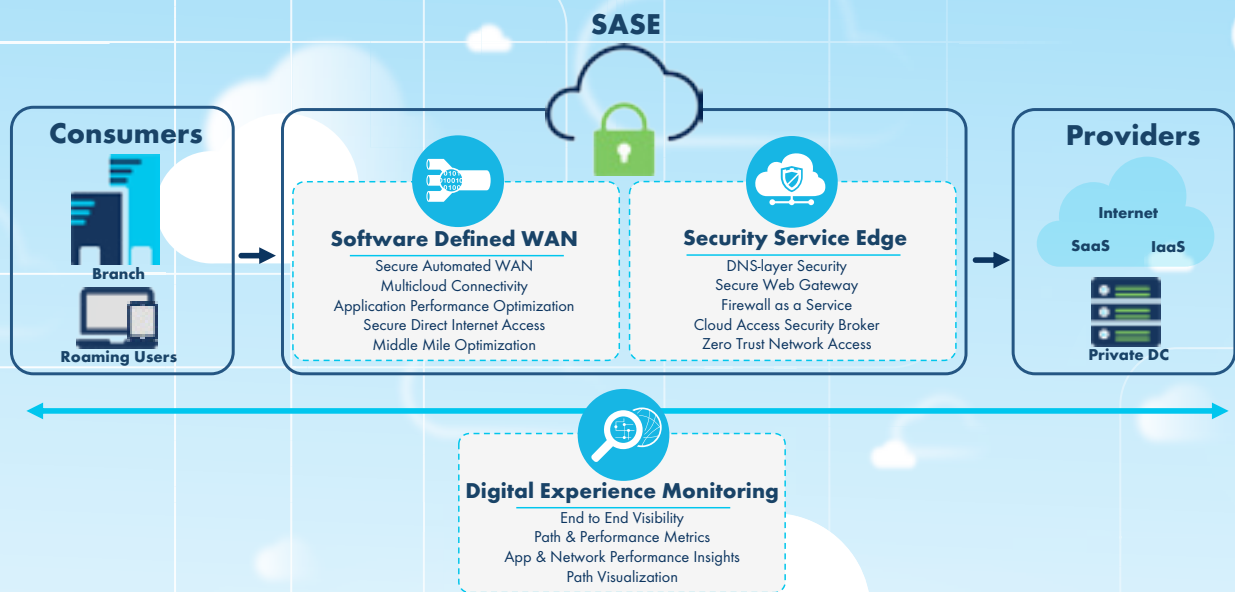 SASE
Consumers
Branch
Roaming Users
Software Defined WAN
Secure Automated WAN
Multicloud Connectivity
Application Performance Optimization
Secure Direct Internet Access
Middle Mile Optimization
Security Service Edge
DNS-layer Security
Secure Web Gateway
Firewall as a Service
Cloud Access Security Broker
Zero Trust Network Access
Providers
Internet
SaaS IaaS
Private DC
Digital Experience Monitoring
End to End Visibility
Path & Performance Metrics
App & Network Performance Insights
Path Visualization